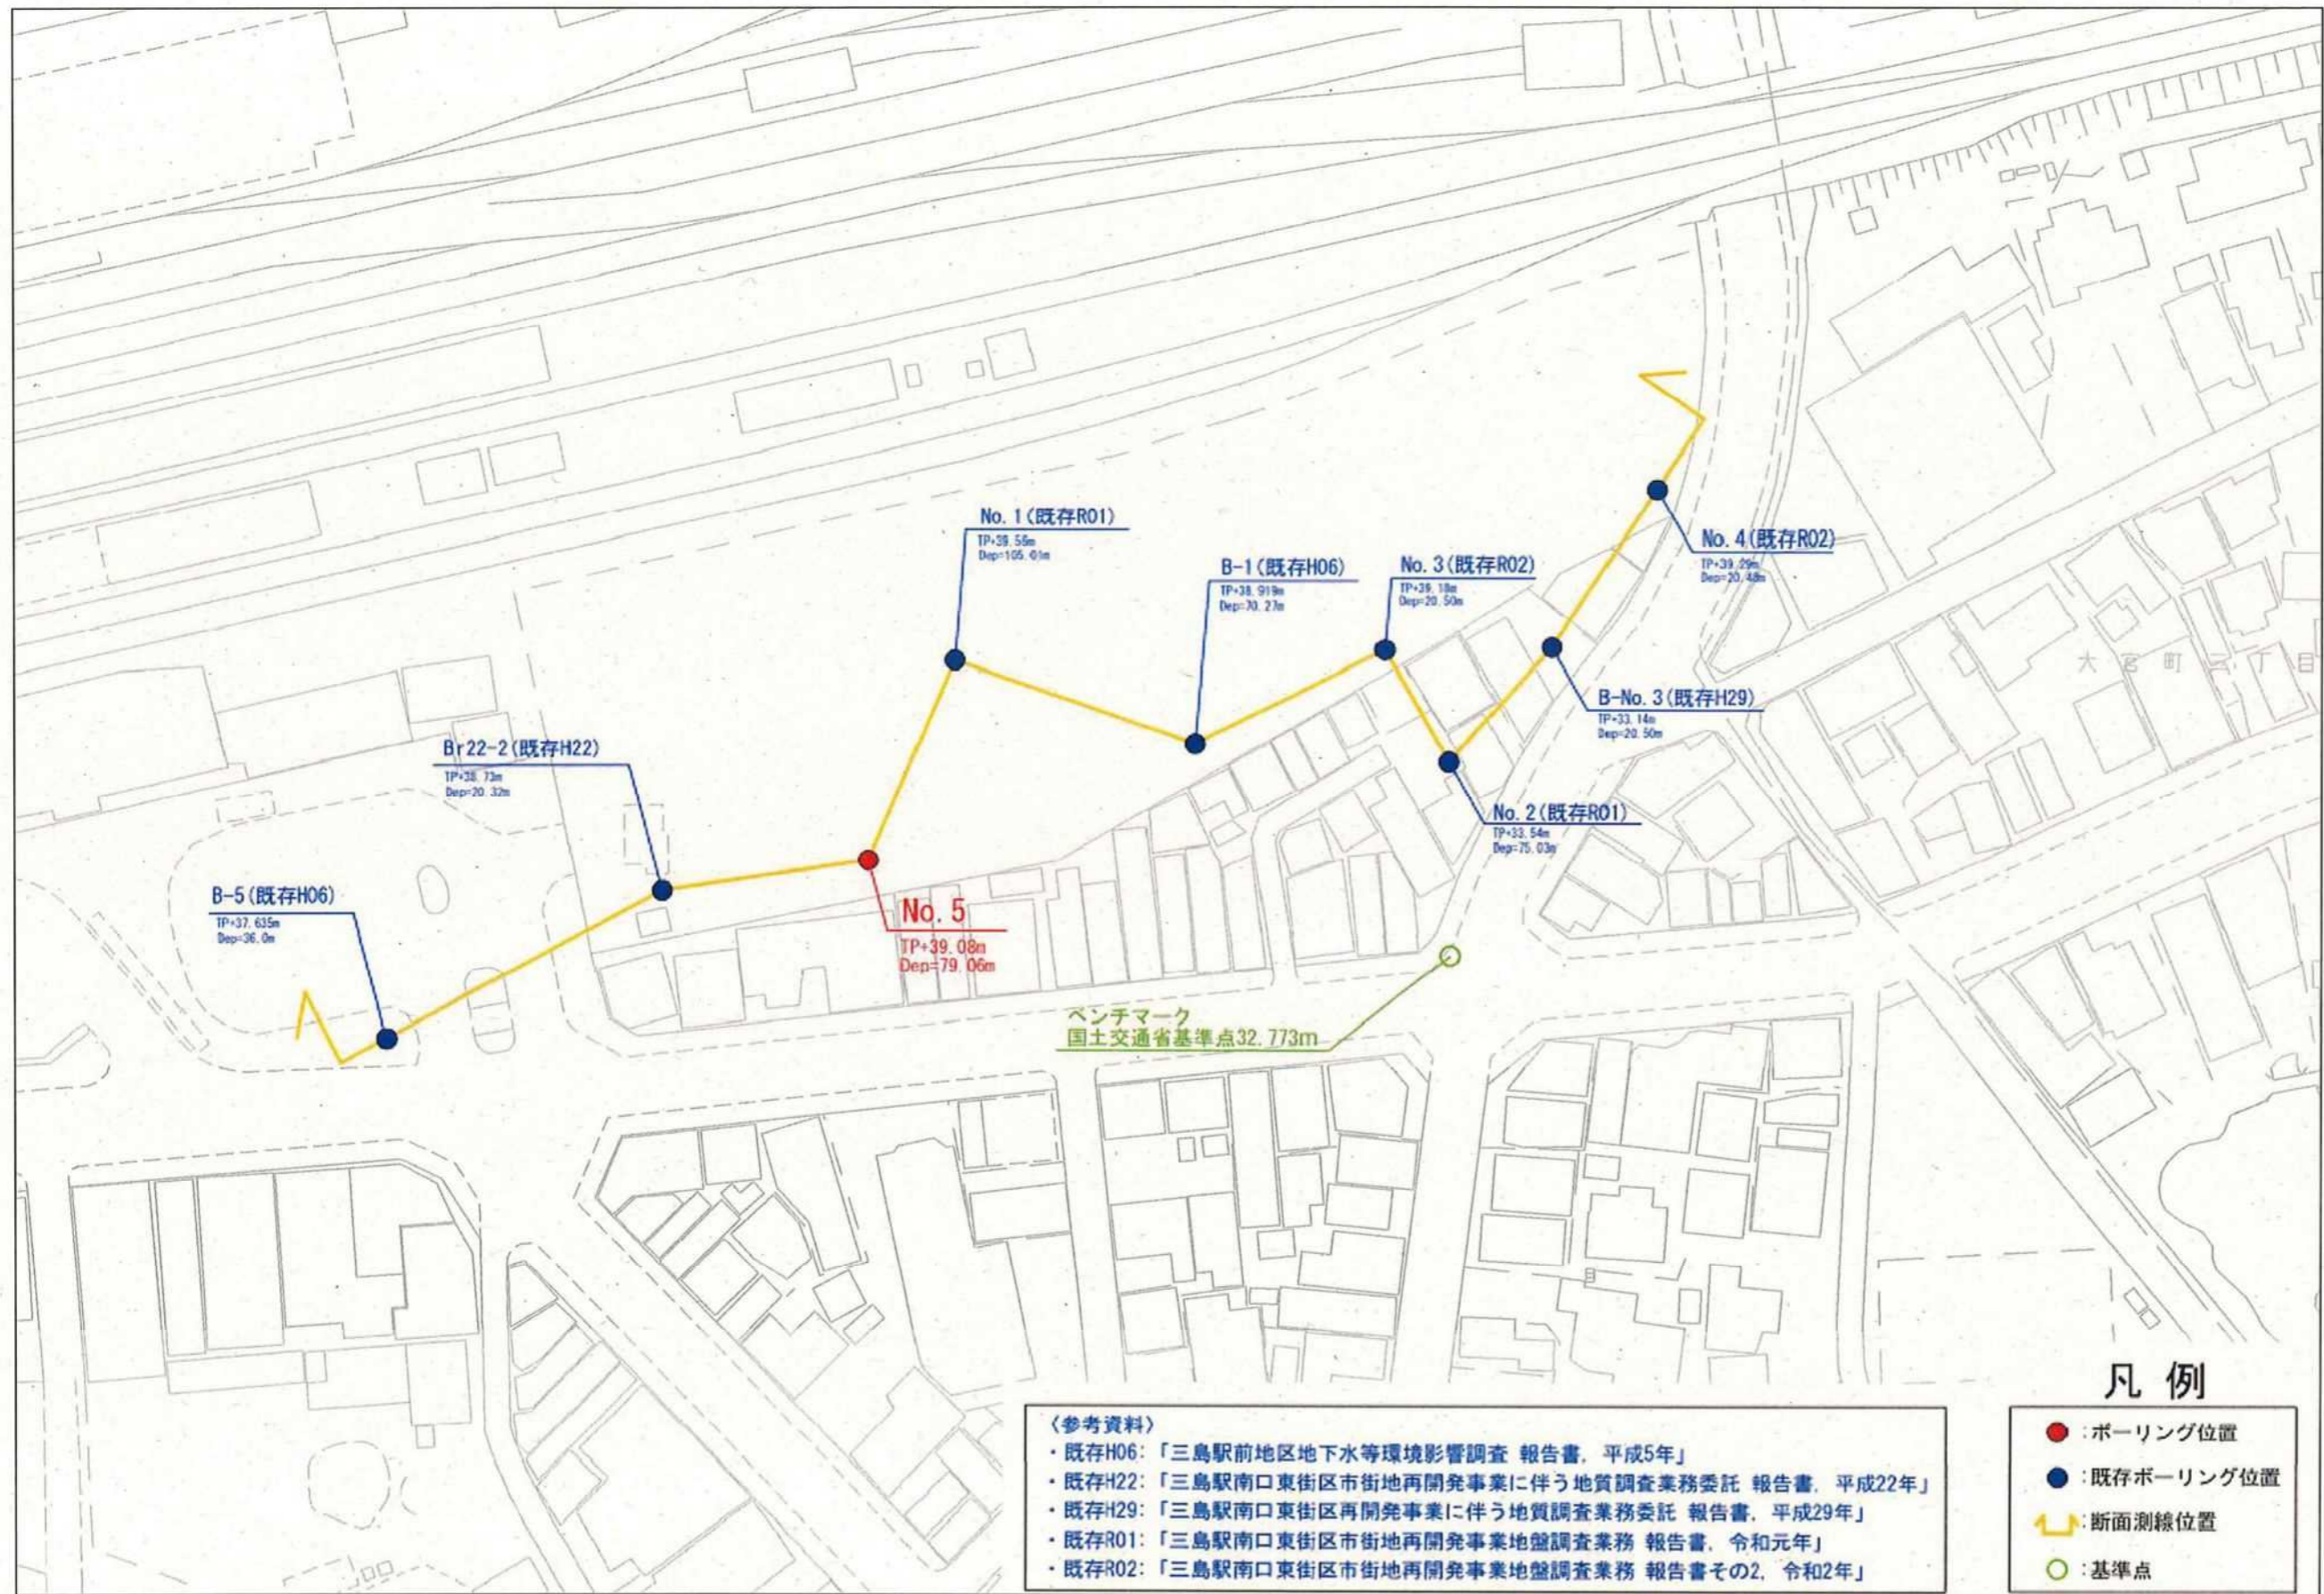 No. 1(既存R01)
TP+39.56m
Dep=105.01m
B-1(既存H06)
TP+38.919m
Dep=70.27m
No. 3(既存R02)
TP+39.18m
Dep=20.50m
No. 4(既存R02)
TP+39.29m
Dep=20.48m
大宮町二丁目
B-No. 3(既存H29)
TP+33.14m
Dep=20.50m
Br22-2(既存H22)
TP+38.73m
Dep=20.32m
No. 2(既存R01)
TP+33.54m
Dep=75.03m
B-5(既存H06)
TP+37.635m
Dep=36.0m
No. 5
TP+39.08m
Dep=79.06m
ベンチマーク
国土交通省基準点32.773m
〈参考資料〉
・既存H06：「三島駅前地区地下水等環境影響調査 報告書, 平成5年」
・既存H22：「三島駅南口東街区市街地再開発事業に伴う地質調査業務委託 報告書, 平成22年」
・既存H29：「三島駅南口東街区再開発事業に伴う地質調査業務委託 報告書, 平成29年」
・既存R01：「三島駅南口東街区市街地再開発事業地盤調査業務 報告書, 令和元年」
・既存R02：「三島駅南口東街区市街地再開発事業地盤調査業務 報告書その2, 令和2年」
凡 例
：ボーリング位置
：既存ボーリング位置
：断面測線位置
：基準点